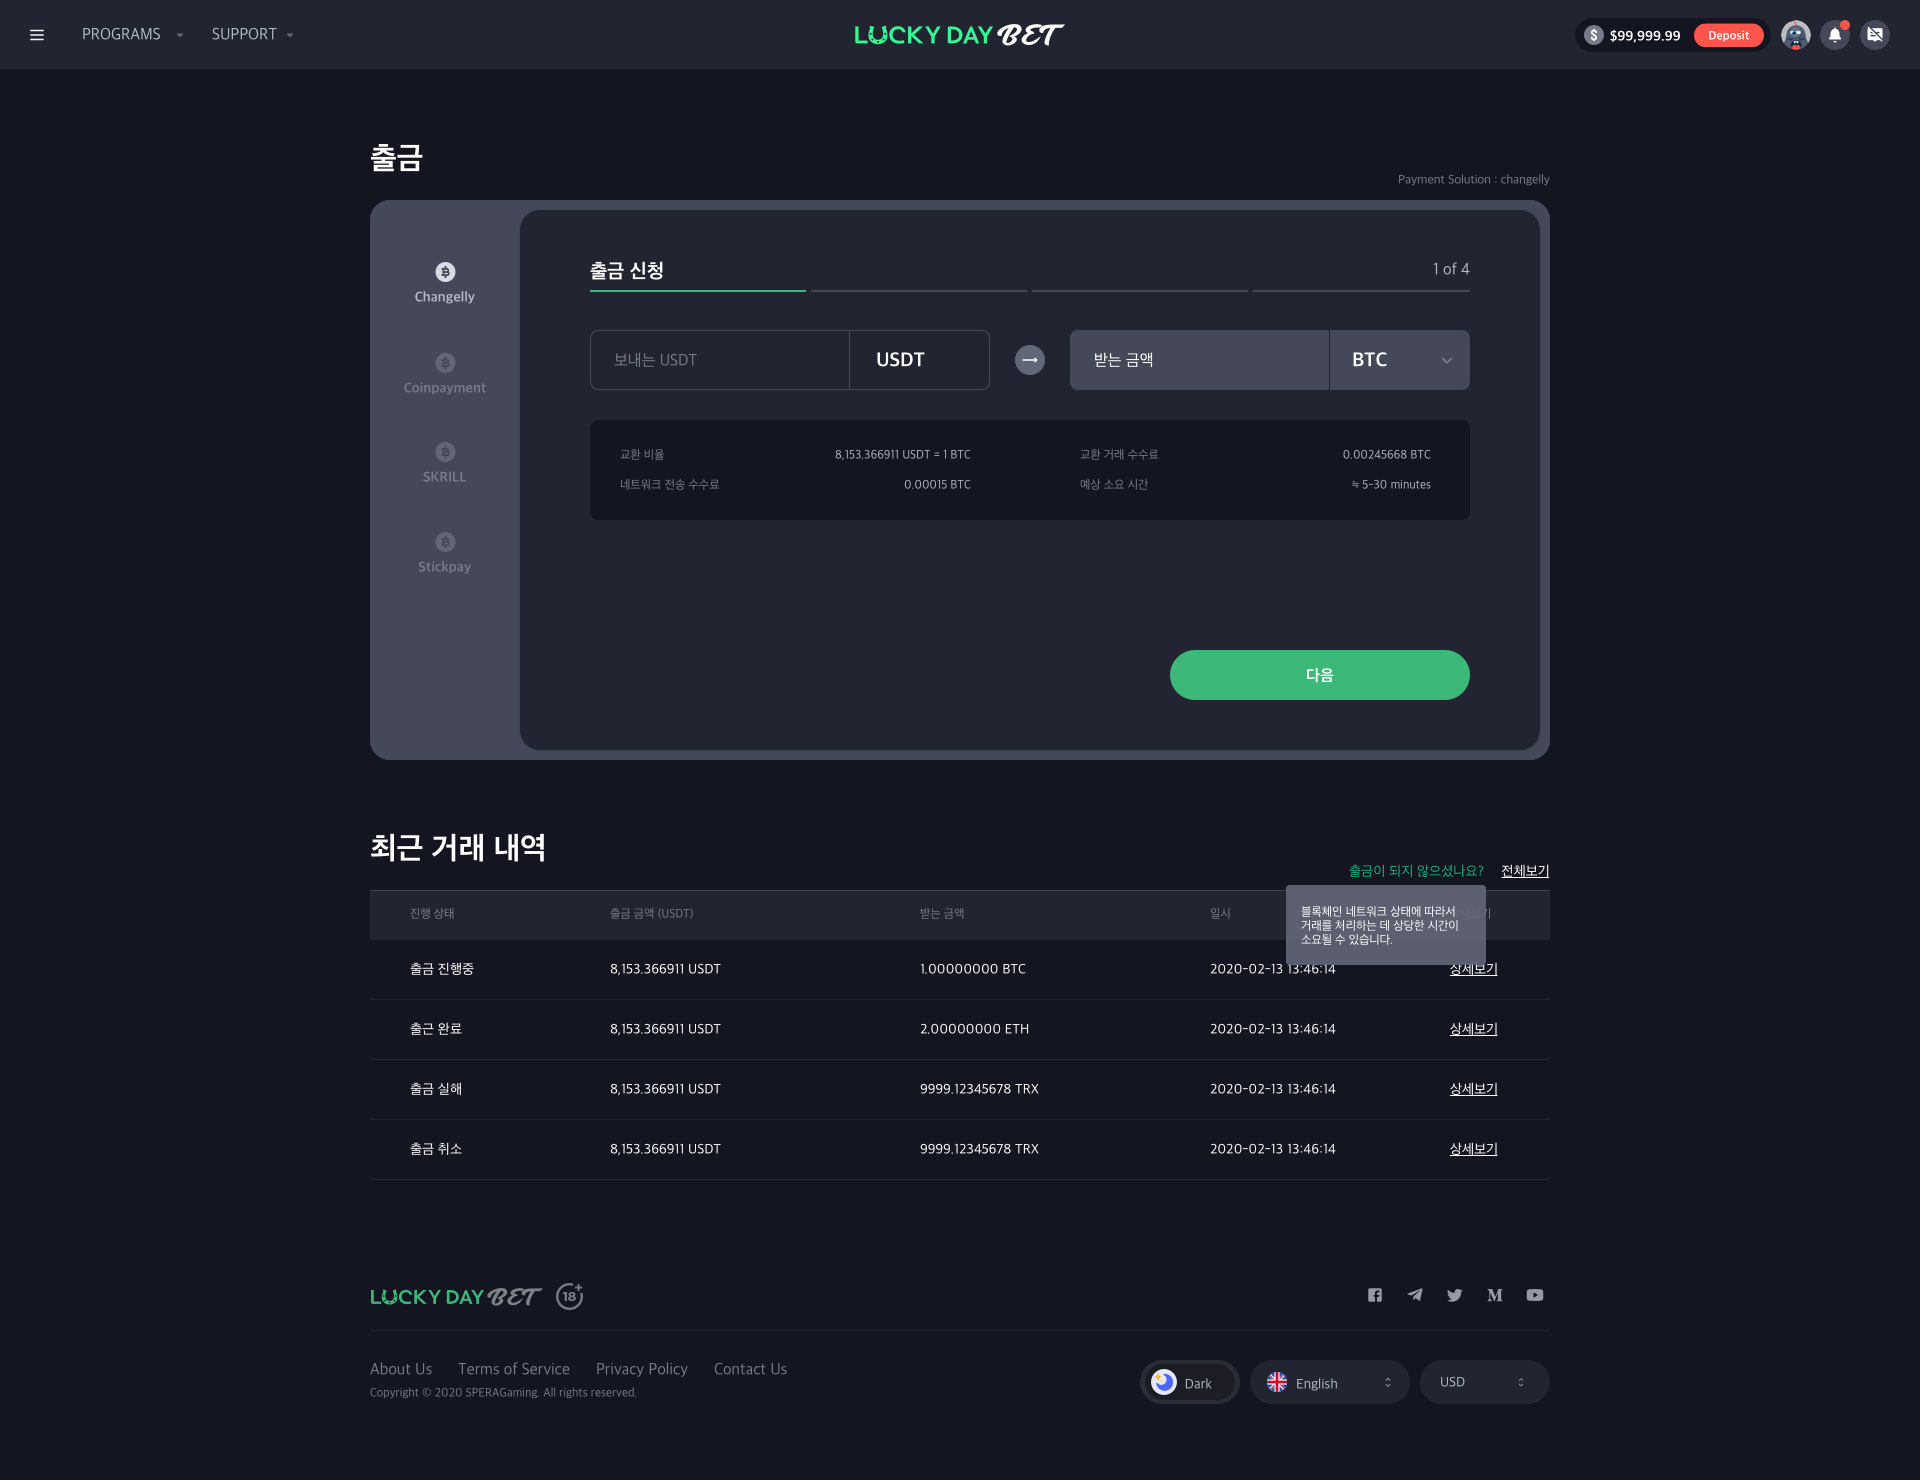 PROGRAMS
SUPPORT
LUCKY DAY BET
$ $99,999.99
Deposit
출금
Payment Solution : changelly
Changelly
Coinpayment
SKRILL
Stickpay
출금 신청
1 of 4
보내는 USDT
USDT
받는 금액
BTC
교환 비율
8,153.366911 USDT = 1 BTC
교환 거래 수수료
0.00245668 BTC
네트워크 전송 수수료
0.00015 BTC
예상 소요 시간
≒ 5-30 minutes
다음
최근 거래 내역
출금이 되지 않으셨나요?
전체보기
진행 상태
출금 금액 (USDT)
받는 금액
일시
블록체인 네트워크 상태에 따라서
거래를 처리하는 데 상당한 시간이
소요될 수 있습니다.
출금 진행중
8,153.366911 USDT
1.00000000 BTC
2020-02-13 13:46:14
상세보기
출근 완료
8,153.366911 USDT
2.00000000 ETH
2020-02-13 13:46:14
상세보기
출금 실해
8,153.366911 USDT
9999.12345678 TRX
2020-02-13 13:46:14
상세보기
출금 취소
8,153.366911 USDT
9999.12345678 TRX
2020-02-13 13:46:14
상세보기
LUCKY DAY BET
18+
M
About Us
Terms of Service
Privacy Policy
Contact Us
Copyright © 2020 SPERAGaming. All rights reserved.
Dark
English
USD